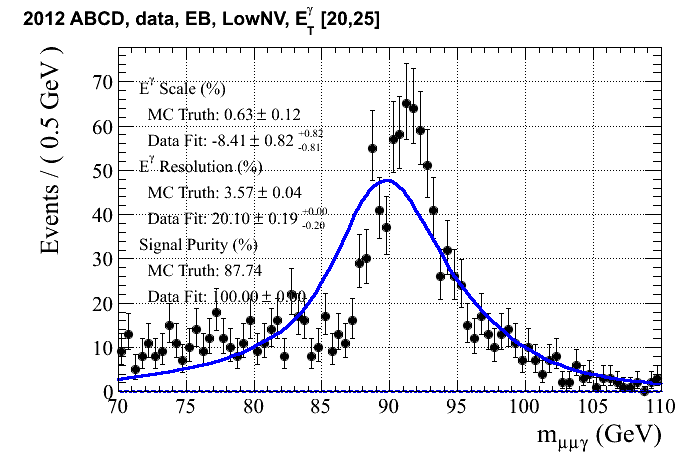 2012 ABCD, data, EB, LowNV, E_T^γ [20,25]
Events / ( 0.5 GeV )
E^γ Scale (%)
MC Truth: 0.63 ± 0.12
Data Fit: -8.41 ± 0.82 +0.82 -0.81
E^γ Resolution (%)
MC Truth: 3.57 ± 0.04
Data Fit: 20.10 ± 0.19 +0.00 -0.20
Signal Purity (%)
MC Truth: 87.74
Data Fit: 100.00 ± 0.00
70
60
50
40
30
20
10
0
70 75 80 85 90 95 100 105 110
m_μμγ (GeV)